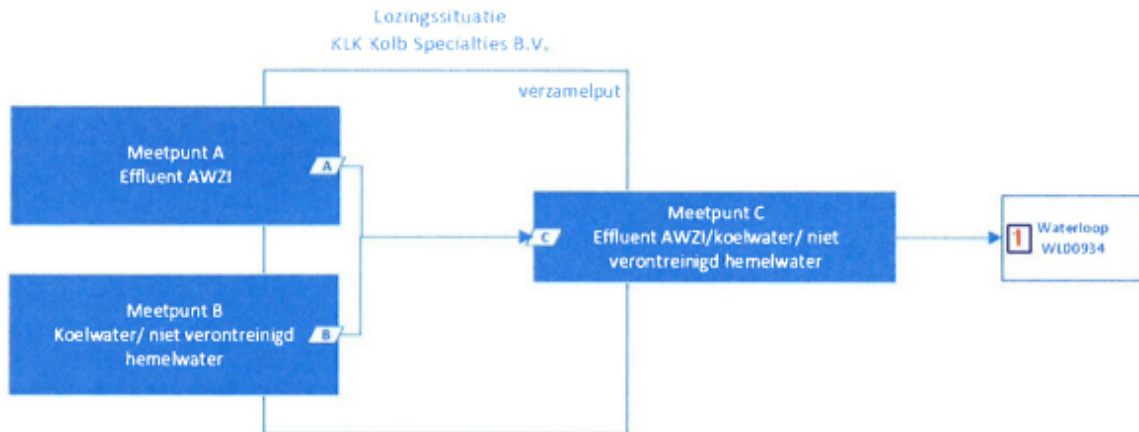 Lozingssituatie
KLK Kolb Specialties B.V.
verzamelput
Meetpunt A
Effluent AWZI
A
Meetpunt B
Koelwater/ niet verontreinigd
hemelwater
B
Meetpunt C
Effluent AWZI/koelwater/ niet
verontreinigd hemelwater
C
1
Waterloop
WL00934